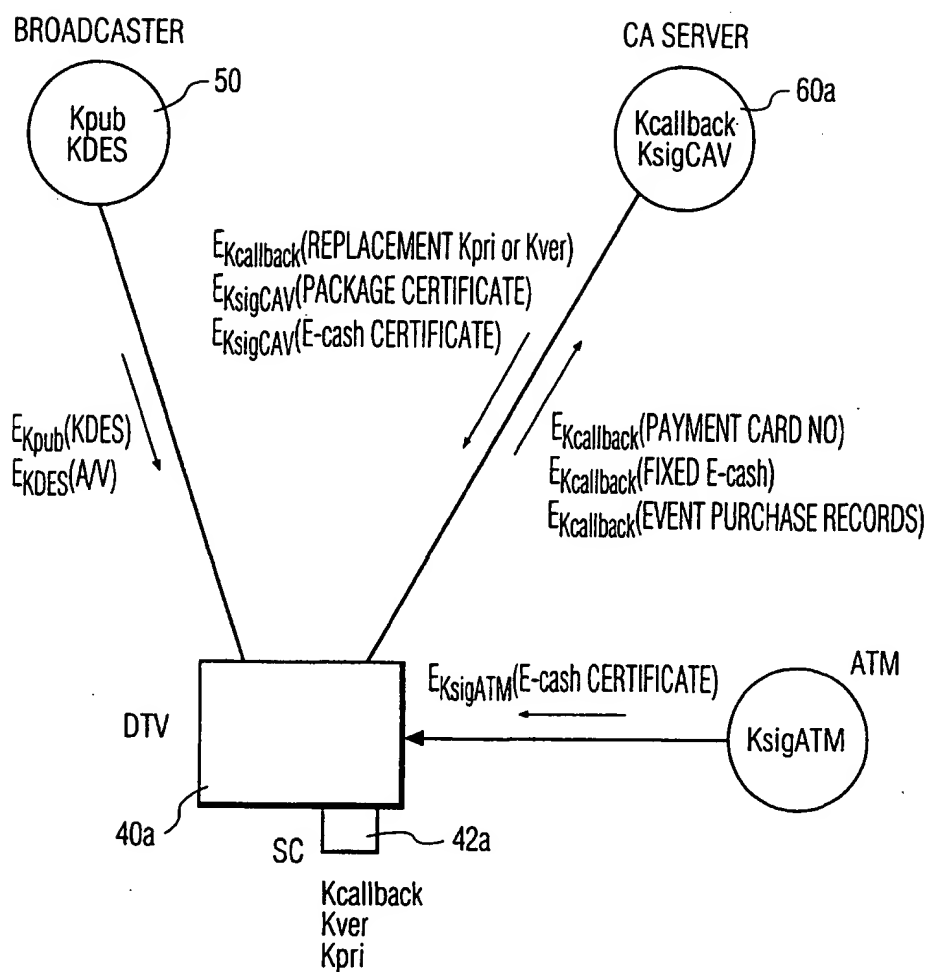 BROADCASTER
50
Kpub
KDES
CA SERVER
60a
Kcallback
KsigCAV
EKcallback(REPLACEMENT Kpri or Kver)
EKsigCAV(PACKAGE CERTIFICATE)
EKsigCAV(E-cash CERTIFICATE)
EKpub(KDES)
EKDES(A/V)
EKcallback(PAYMENT CARD NO)
EKcallback(FIXED E-cash)
EKcallback(EVENT PURCHASE RECORDS)
DTV
40a
SC
42a
Kcallback
Kver
Kpri
EKsigATM(E-cash CERTIFICATE)
ATM
KsigATM